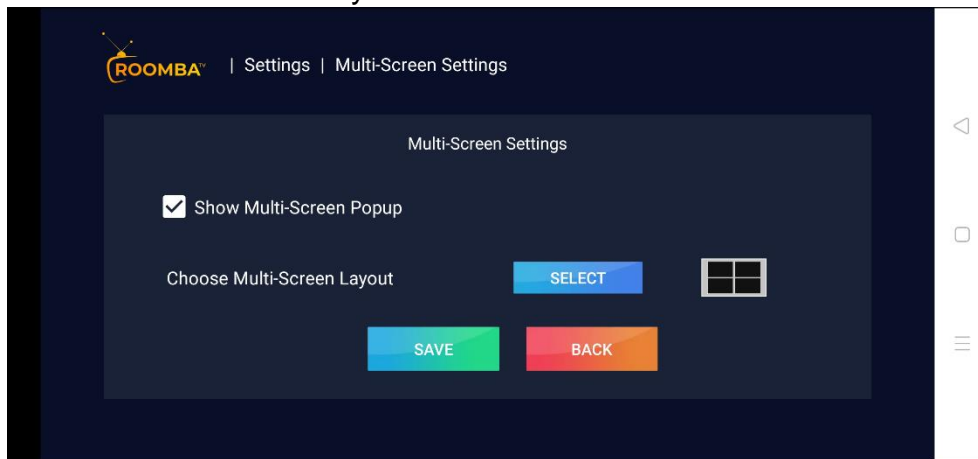 ROOMBA TV | Settings | Multi-Screen Settings
Multi-Screen Settings
Show Multi-Screen Popup
Choose Multi-Screen Layout SELECT
SAVE BACK